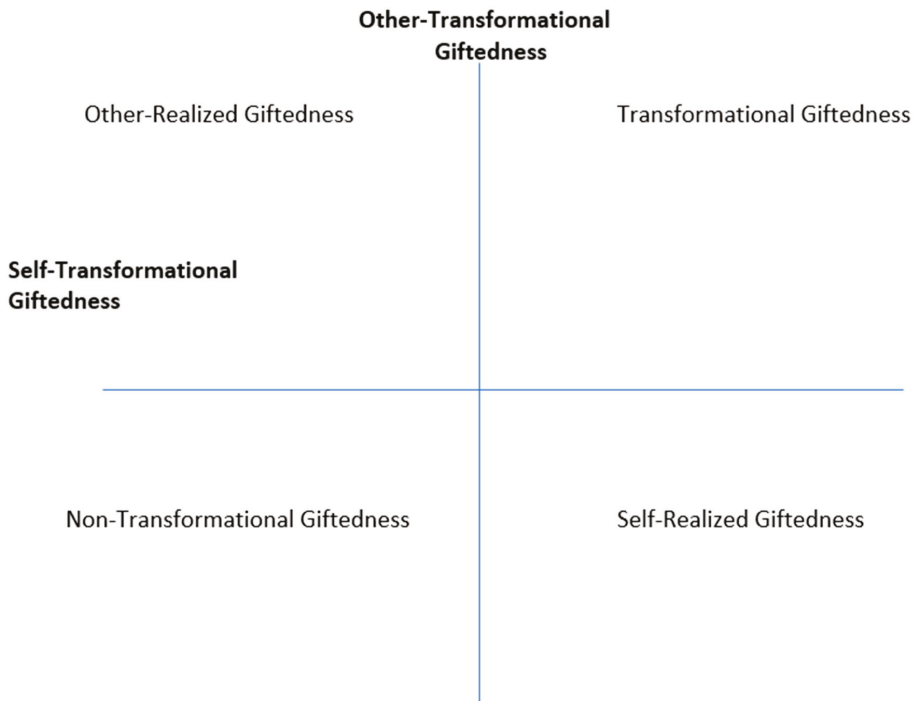 Other-Transformational
Giftedness
Other-Realized Giftedness
Transformational Giftedness
Self-Transformational
Giftedness
Non-Transformational Giftedness
Self-Realized Giftedness